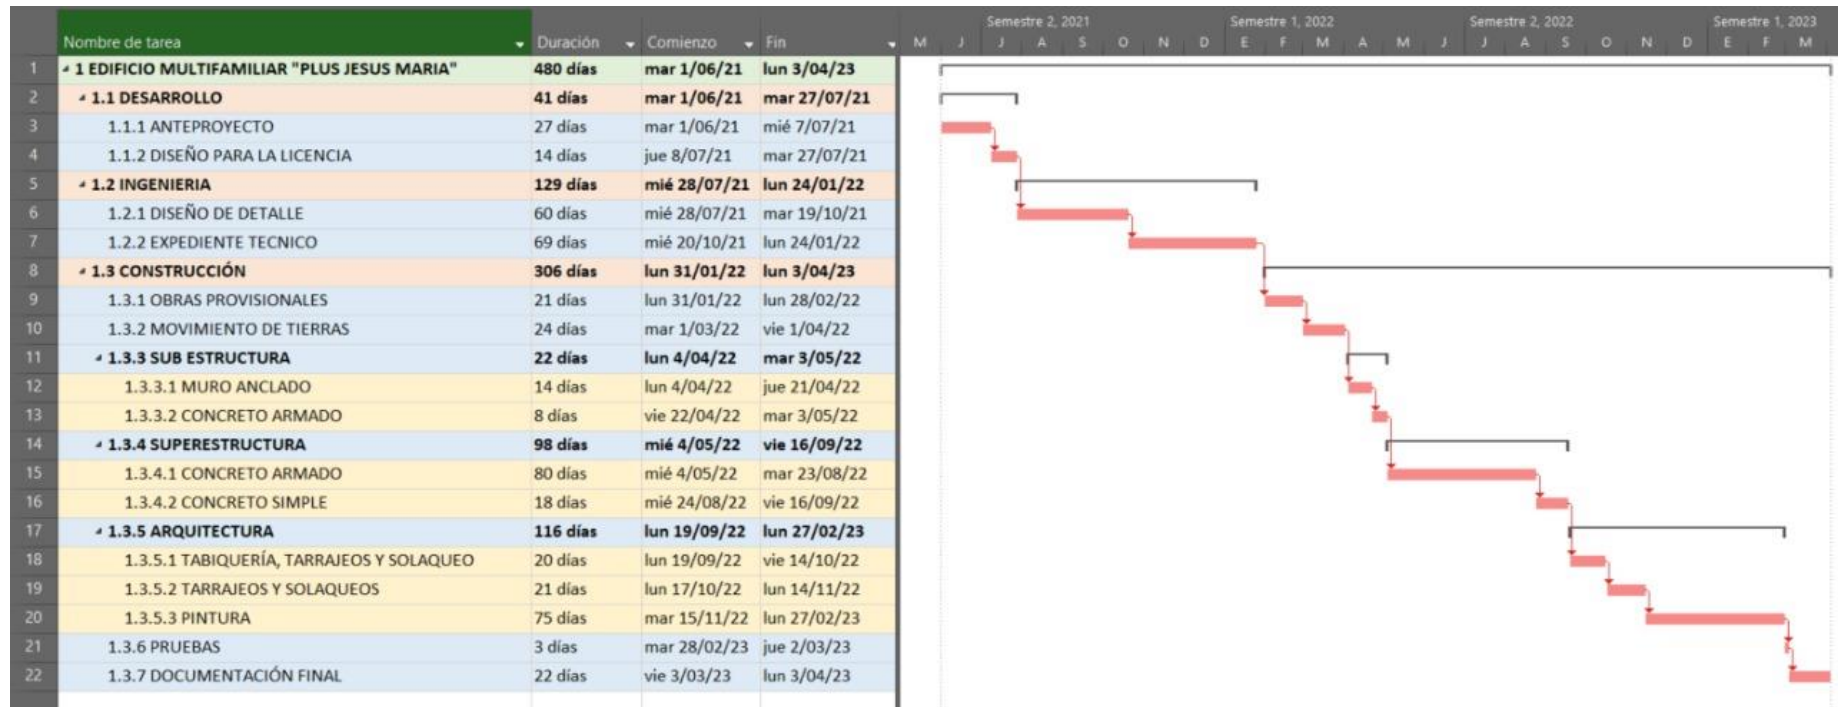 Semestre 2, 2021 Semestre 1, 2022 Semestre 2, 2022 Semestre 1, 2023
Nombre de tarea Duración Comienzo Fin M J J A S O N D E F M A M J J A S O N D E F M
1 1 EDIFICIO MULTIFAMILIAR "PLUS JESUS MARIA" 480 días mar 1/06/21 lun 3/04/23
2 1.1 DESARROLLO 41 días mar 1/06/21 mar 27/07/21
3 1.1.1 ANTEPROYECTO 27 días mar 1/06/21 mié 7/07/21
4 1.1.2 DISEÑO PARA LA LICENCIA 14 días jue 8/07/21 mar 27/07/21
5 1.2 INGENIERIA 129 días mié 28/07/21 lun 24/01/22
6 1.2.1 DISEÑO DE DETALLE 60 días mié 28/07/21 mar 19/10/21
7 1.2.2 EXPEDIENTE TECNICO 69 días mié 20/10/21 lun 24/01/22
8 1.3 CONSTRUCCIÓN 306 días lun 31/01/22 lun 3/04/23
9 1.3.1 OBRAS PROVISIONALES 21 días lun 31/01/22 lun 28/02/22
10 1.3.2 MOVIMIENTO DE TIERRAS 24 días mar 1/03/22 vie 1/04/22
11 1.3.3 SUB ESTRUCTURA 22 días lun 4/04/22 mar 3/05/22
12 1.3.3.1 MURO ANCLADO 14 días lun 4/04/22 jue 21/04/22
13 1.3.3.2 CONCRETO ARMADO 8 días vie 22/04/22 mar 3/05/22
14 1.3.4 SUPERESTRUCTURA 98 días mié 4/05/22 vie 16/09/22
15 1.3.4.1 CONCRETO ARMADO 80 días mié 4/05/22 mar 23/08/22
16 1.3.4.2 CONCRETO SIMPLE 18 días mié 24/08/22 vie 16/09/22
17 1.3.5 ARQUITECTURA 116 días lun 19/09/22 lun 27/02/23
18 1.3.5.1 TABIQUERÍA, TARRAJEOS Y SOLAQUEO 20 días lun 19/09/22 vie 14/10/22
19 1.3.5.2 TARRAJEOS Y SOLAQUEOS 21 días lun 17/10/22 lun 14/11/22
20 1.3.5.3 PINTURA 75 días mar 15/11/22 lun 27/02/23
21 1.3.6 PRUEBAS 3 días mar 28/02/23 jue 2/03/23
22 1.3.7 DOCUMENTACIÓN FINAL 22 días vie 3/03/23 lun 3/04/23